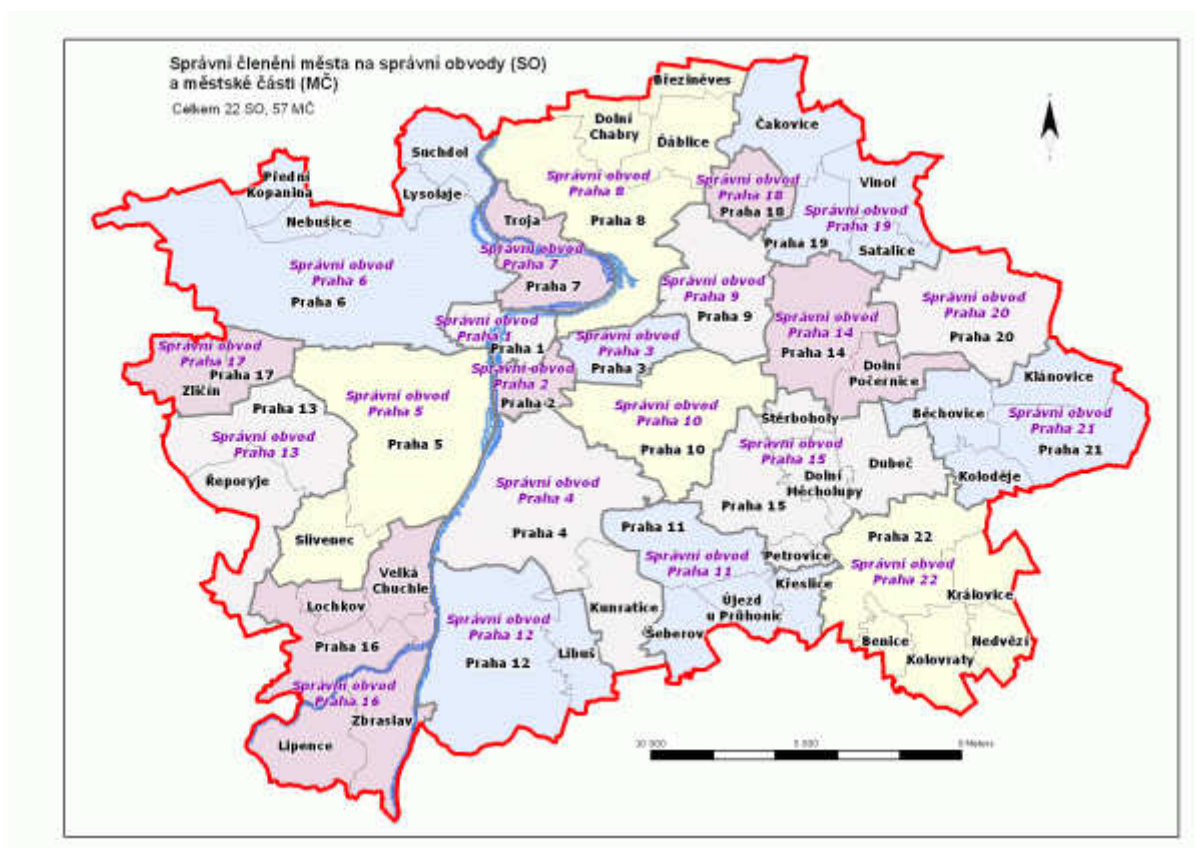 Správní členění města na správní obvody (SO)
a městské části (MČ)
Celkem 22 SO, 57 MČ
Březiněves
Dolní
Chabry
Ďáblice
Čakovice
Suchdol
Přední
Kopanina
Lysolaje
Nebušice
Správní obvod
Praha 8
Praha 8
Správní obvod
Praha 18
Praha 18
Vinoř
Správní obvod
Praha 19
Praha 19
Satalice
Troja
Správní obvod
Praha 7
Praha 7
Správní obvod
Praha 6
Praha 6
Správní obvod
Praha 9
Praha 9
Správní obvod
Praha 20
Praha 20
Správní obvod
Praha 1
Praha 1
Správní obvod
Praha 3
Praha 3
Správní obvod
Praha 14
Praha 14
Dolní
Počernice
Správní obvod
Praha 17
Praha 17
Zličín
Správní obvod
Praha 2
Praha 2
Klánovice
Praha 13
Správní obvod
Praha 13
Správní obvod
Praha 5
Praha 5
Správní obvod
Praha 10
Praha 10
Štěrboholy
Běchovice
Správní obvod
Praha 21
Praha 21
Správní obvod
Praha 15
Dolní
Měcholupy
Dubeč
Koloděje
Praha 15
Řeporyje
Správní obvod
Praha 4
Praha 4
Slivenec
Praha 11
Správní obvod
Praha 11
Petrovice
Křeslice
Praha 22
Správní obvod
Praha 22
Královice
Velká
Chuchle
Lochkov
Praha 16
Správní obvod
Praha 12
Praha 12
Kunratice
Újezd
u Průhonic
Šeberov
Libuš
Benice
Kolovraty
Nedvězí
Správní obvod
Praha 16
Zbraslav
Lipence
10 000
5 000
0 Meters